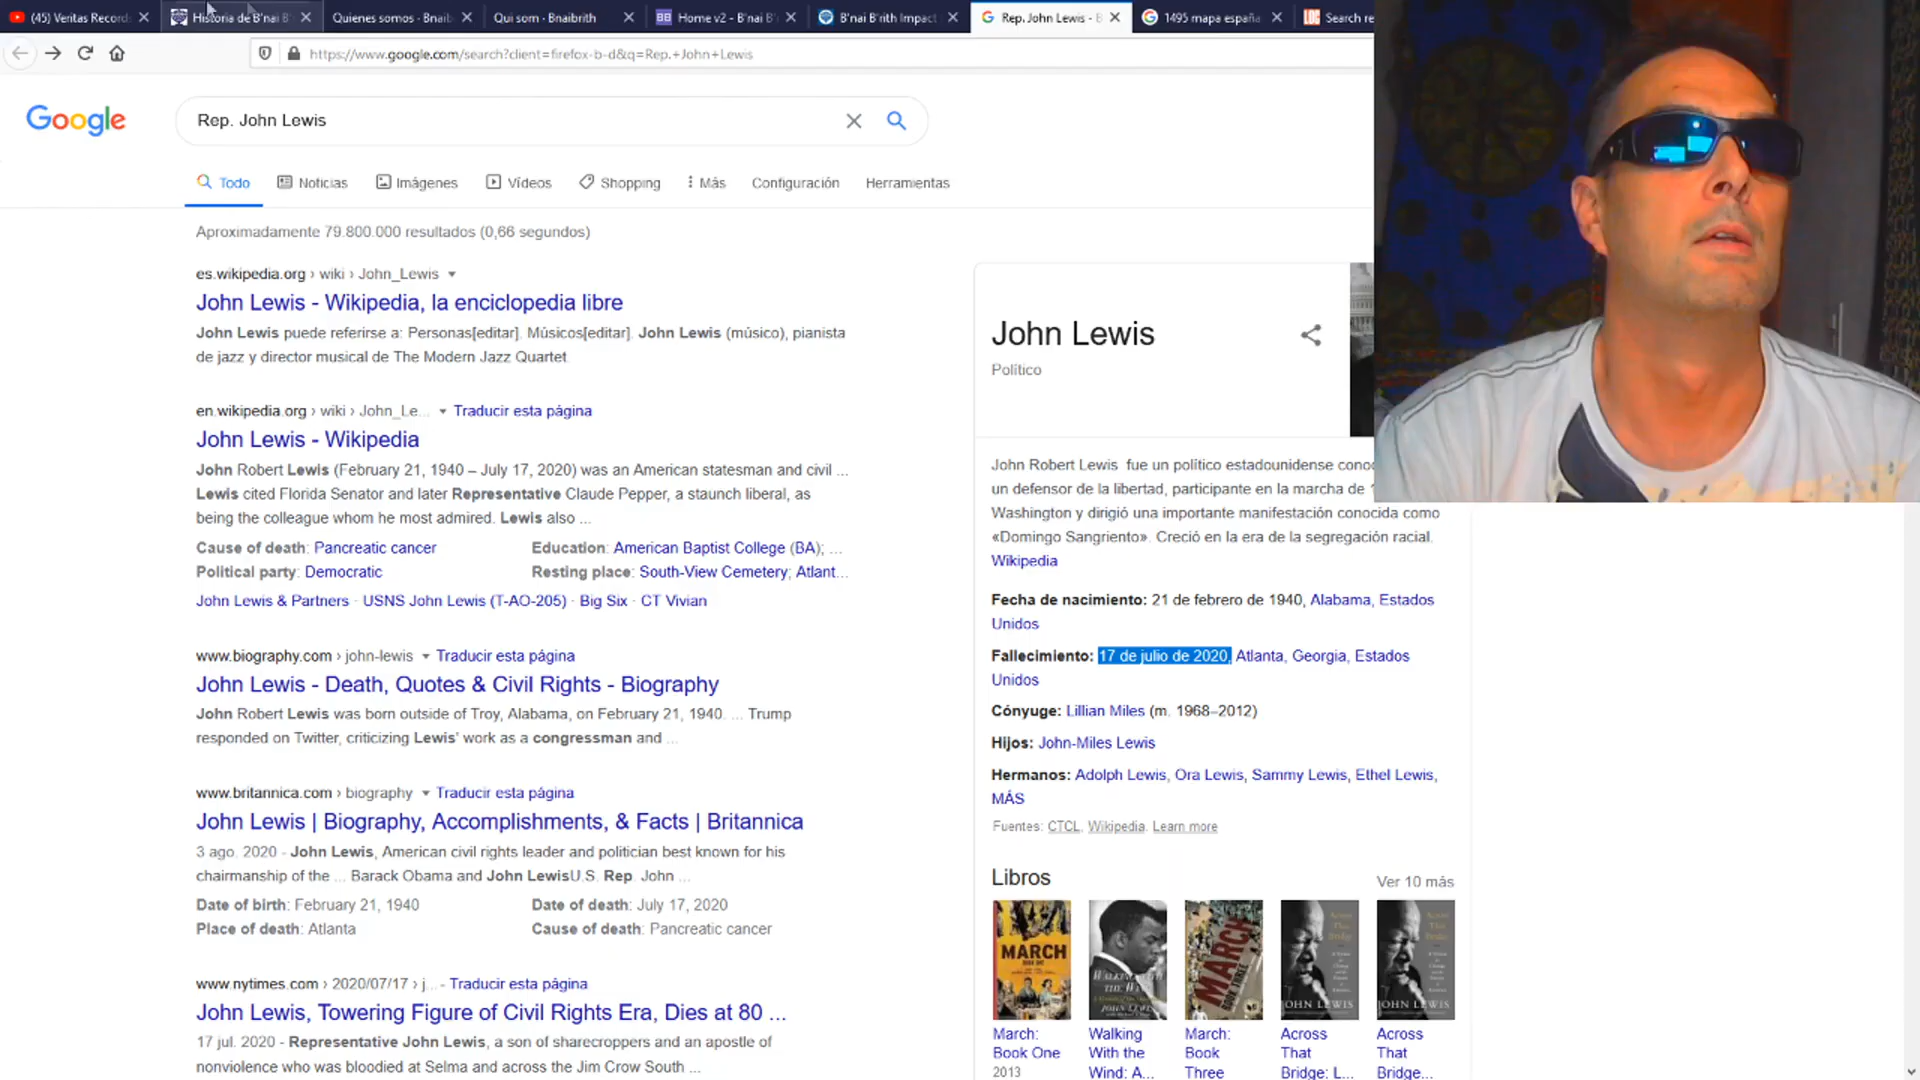 (45) Veritas Record
Historia de B'nai B'
Quienes somos - Bnaib
Qui som - Bnaibrith
Home v2 - B'nai B'
B'nai B'rith Impact
Rep. John Lewis - B
1495 mapa españa
Search re
https://www.google.com/search?client=firefox-b-d&q=Rep.+John+Lewis
Google
Rep. John Lewis
Todo
Noticias
Imágenes
Vídeos
Shopping
Más
Configuración
Herramientas
Aproximadamente 79.800.000 resultados (0,66 segundos)
es.wikipedia.org › wiki › John_Lewis
John Lewis - Wikipedia, la enciclopedia libre
John Lewis puede referirse a: Personas[editar]. Músicos[editar]. John Lewis (músico), pianista
de jazz y director musical de The Modern Jazz Quartet.
en.wikipedia.org › wiki › John_Le... Traducir esta página
John Lewis - Wikipedia
John Robert Lewis (February 21, 1940 – July 17, 2020) was an American statesman and civil ...
Lewis cited Florida Senator and later Representative Claude Pepper, a staunch liberal, as
being the colleague whom he most admired. Lewis also ...
Cause of death: Pancreatic cancer
Education: American Baptist College (BA); ...
Political party: Democratic
Resting place: South-View Cemetery; Atlant...
John Lewis & Partners · USNS John Lewis (T-AO-205) · Big Six · CT Vivian
www.biography.com › john-lewis Traducir esta página
John Lewis - Death, Quotes & Civil Rights - Biography
John Robert Lewis was born outside of Troy, Alabama, on February 21, 1940. ... Trump
responded on Twitter, criticizing Lewis' work as a congressman and ...
www.britannica.com › biography Traducir esta página
John Lewis | Biography, Accomplishments, & Facts | Britannica
3 ago. 2020 - John Lewis, American civil rights leader and politician best known for his
chairmanship of the ... Barack Obama and John LewisU.S. Rep. John ...
Date of birth: February 21, 1940
Date of death: July 17, 2020
Place of death: Atlanta
Cause of death: Pancreatic cancer
www.nytimes.com › 2020/07/17 › j... - Traducir esta página
John Lewis, Towering Figure of Civil Rights Era, Dies at 80 ...
17 jul. 2020 - Representative John Lewis, a son of sharecroppers and an apostle of
nonviolence who was bloodied at Selma and across the Jim Crow South ...
John Lewis
Político
John Robert Lewis fue un político estadounidense cono
un defensor de la libertad, participante en la marcha de
Washington y dirigió una importante manifestación conocida como
«Domingo Sangriento». Creció en la era de la segregación racial.
Wikipedia
Fecha de nacimiento: 21 de febrero de 1940, Alabama, Estados
Unidos
Fallecimiento: 17 de julio de 2020, Atlanta, Georgia, Estados
Unidos
Cónyuge: Lillian Miles (m. 1968–2012)
Hijos: John-Miles Lewis
Hermanos: Adolph Lewis, Ora Lewis, Sammy Lewis, Ethel Lewis,
MÁS
Fuentes: CTCL, Wikipedia. Learn more
Libros
Ver 10 más
MARCH
WALKING
THE WIND
MARCH
JOHN LEWIS
JOHN LEWIS
March:
Book One
2013
Walking
With the
Wind: A...
March:
Book
Three
Across
That
Bridge: L...
Across
That
Bridge...